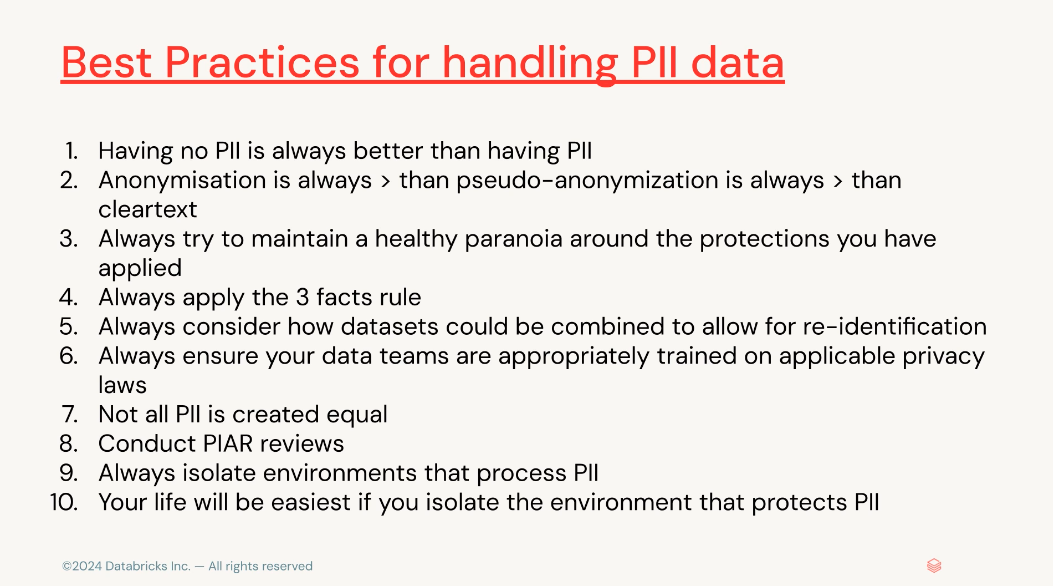 Best Practices for handling PII data
1. Having no PII is always better than having PII
2. Anonymisation is always > than pseudo-anonymization is always > than
cleartext
3. Always try to maintain a healthy paranoia around the protections you have
applied
4. Always apply the 3 facts rule
5. Always consider how datasets could be combined to allow for re-identification
6. Always ensure your data teams are appropriately trained on applicable privacy
laws
7. Not all PII is created equal
8. Conduct PIAR reviews
9. Always isolate environments that process PII
10. Your life will be easiest if you isolate the environment that protects PII
©2024 Databricks Inc. — All rights reserved